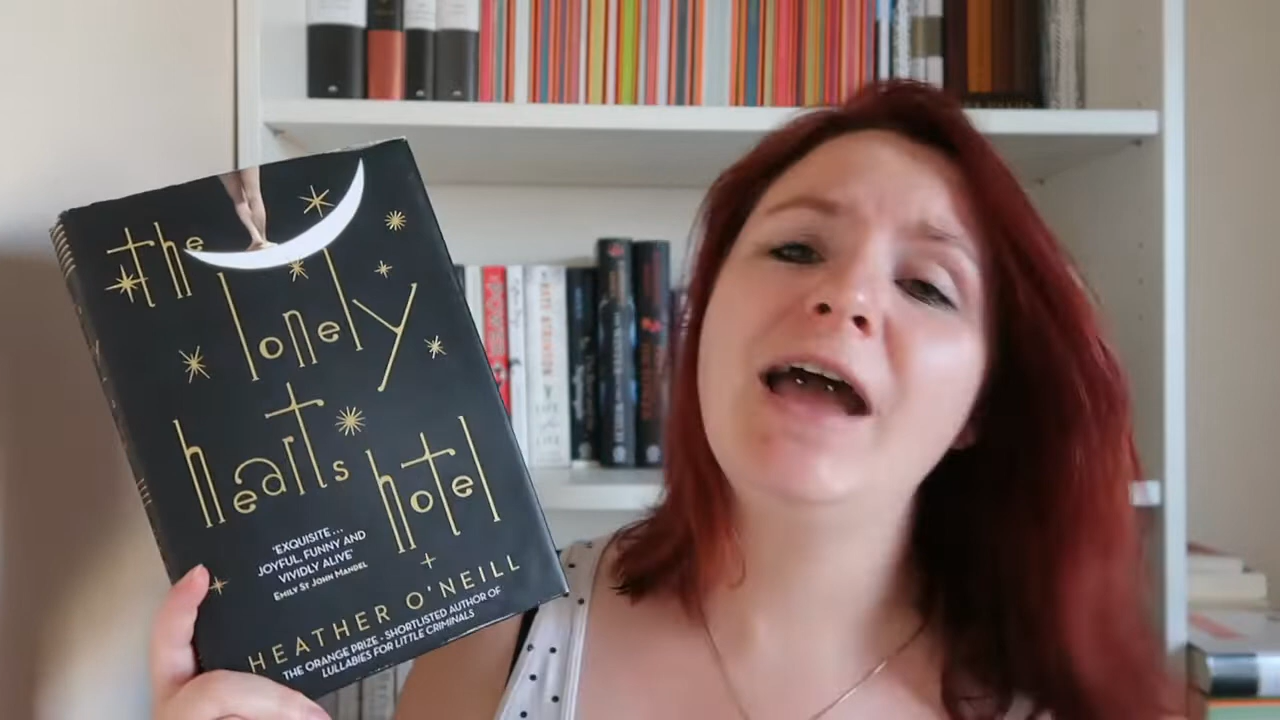 the
lonely
hearts
hotel
'EXQUISITE...
JOYFUL, FUNNY AND
VIVIDLY ALIVE'
EMILY ST JOHN MANDEL
HEATHER O'NEILL
THE ORANGE PRIZE - SHORTLISTED AUTHOR OF
LULLABIES FOR LITTLE CRIMINALS